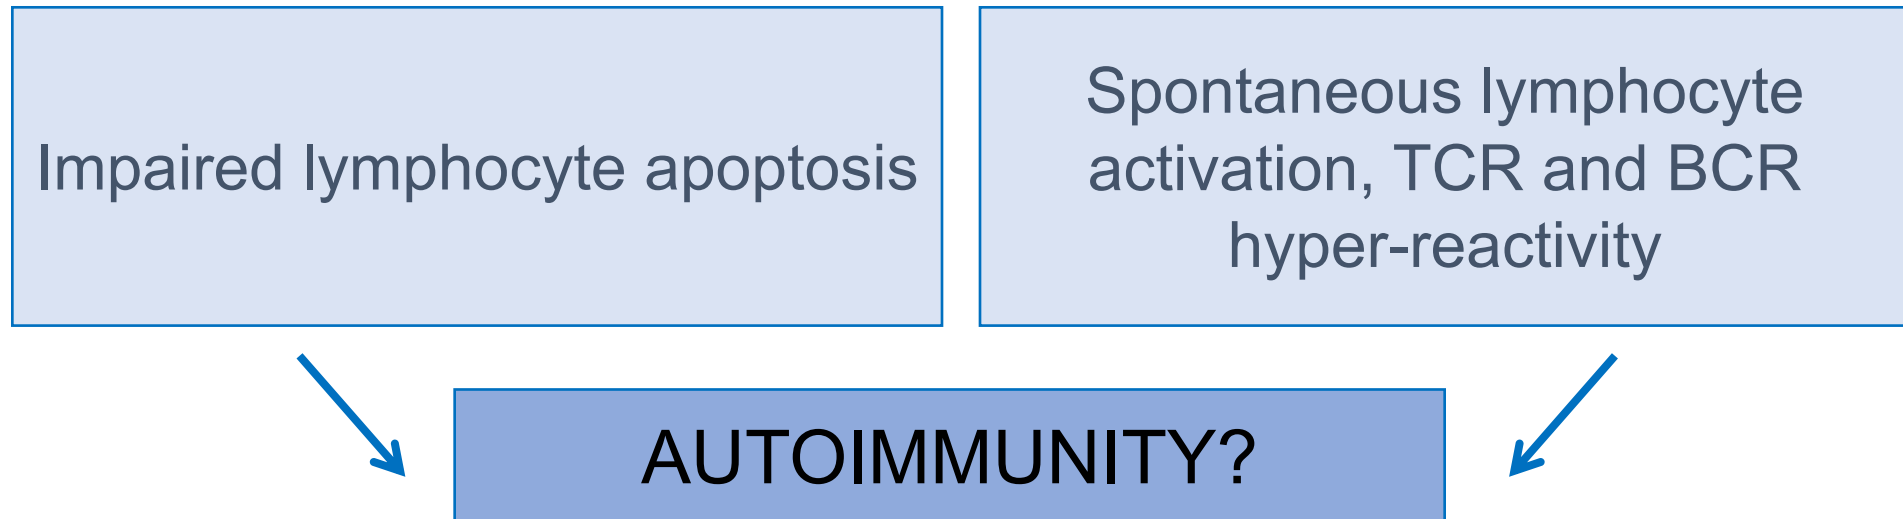 Impaired lymphocyte apoptosis
Spontaneous lymphocyte
activation, TCR and BCR
hyper-reactivity
AUTOIMMUNITY?